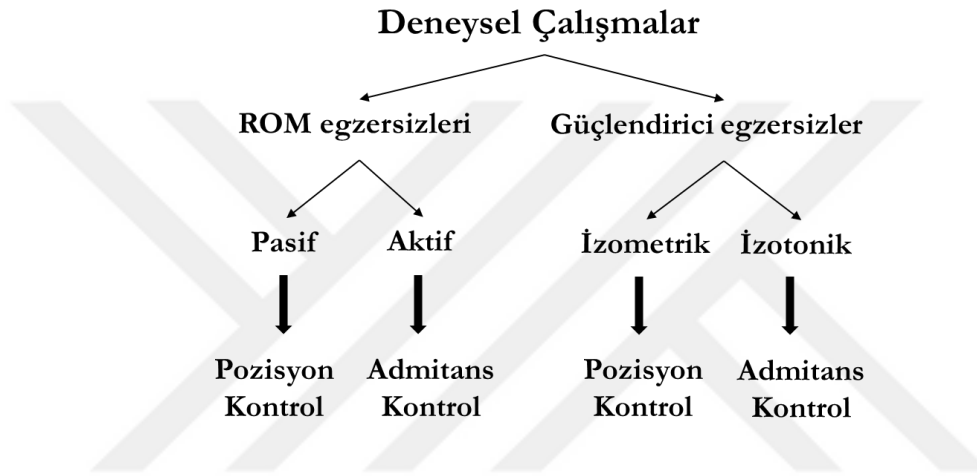 Deneysel Çalışmalar
ROM egzersizleri
Güçlendirici egzersizler
Pasif
Aktif
İzometrik
İzotonik
Pozisyon
Kontrol
Admitans
Kontrol
Pozisyon
Kontrol
Admitans
Kontrol